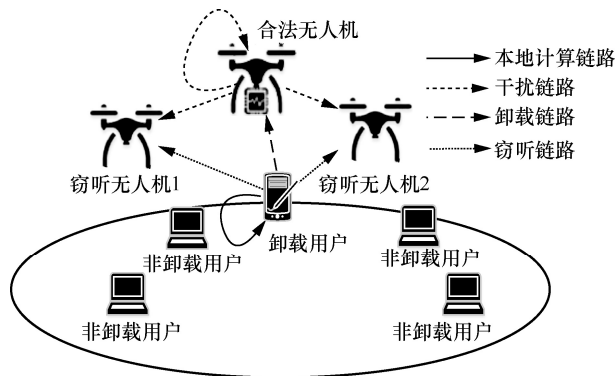 合法无人机
本地计算链路
干扰链路
卸载链路
窃听链路
窃听无人机1
窃听无人机2
卸载用户
非卸载用户
非卸载用户
非卸载用户
非卸载用户